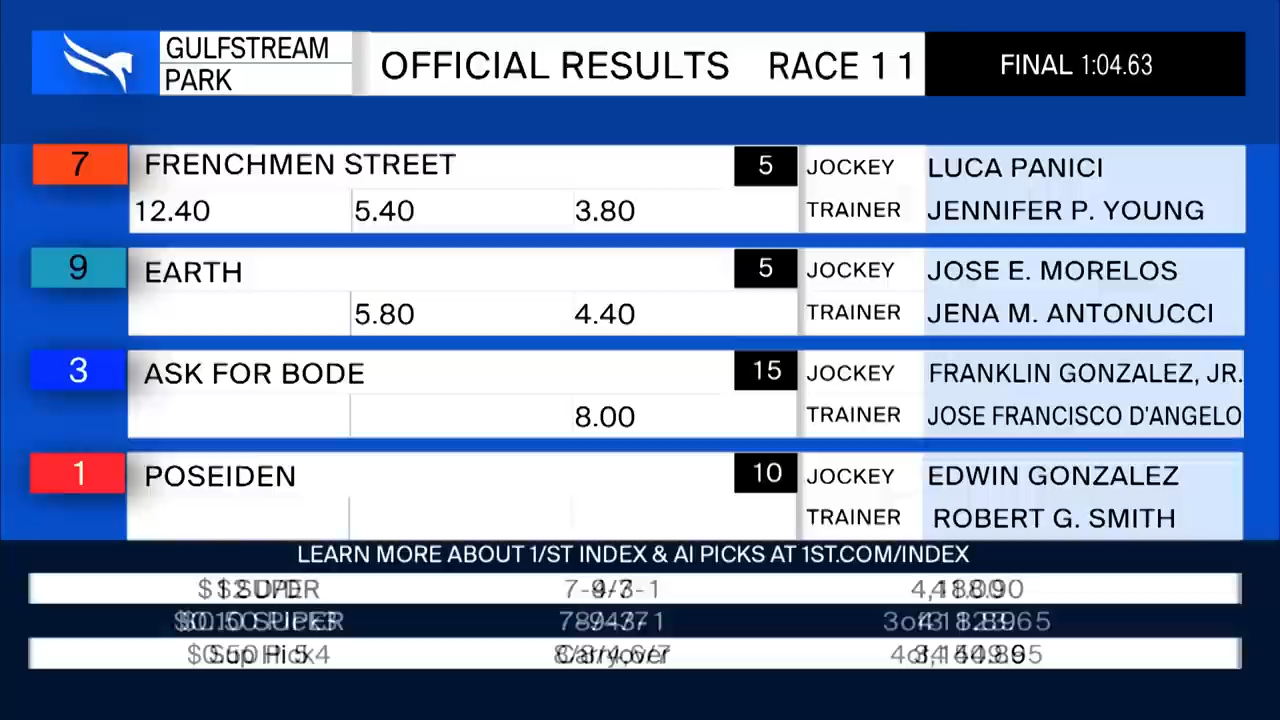 GULFSTREAM
PARK
OFFICIAL RESULTS RACE 11
FINAL 1:04.63
7 FRENCHMEN STREET 5 JOCKEY LUCA PANICI
12.40 5.40 3.80 TRAINER JENNIFER P. YOUNG
9 EARTH 5 JOCKEY JOSE E. MORELOS
5.80 4.40 TRAINER JENA M. ANTONUCCI
3 ASK FOR BODE 15 JOCKEY FRANKLIN GONZALEZ, JR.
8.00 TRAINER JOSE FRANCISCO D'ANGELO
1 POSEIDEN 10 JOCKEY EDWIN GONZALEZ
TRAINER ROBERT G. SMITH
LEARN MORE ABOUT 1/ST INDEX & AI PICKS AT 1ST.COM/INDEX
Carryover